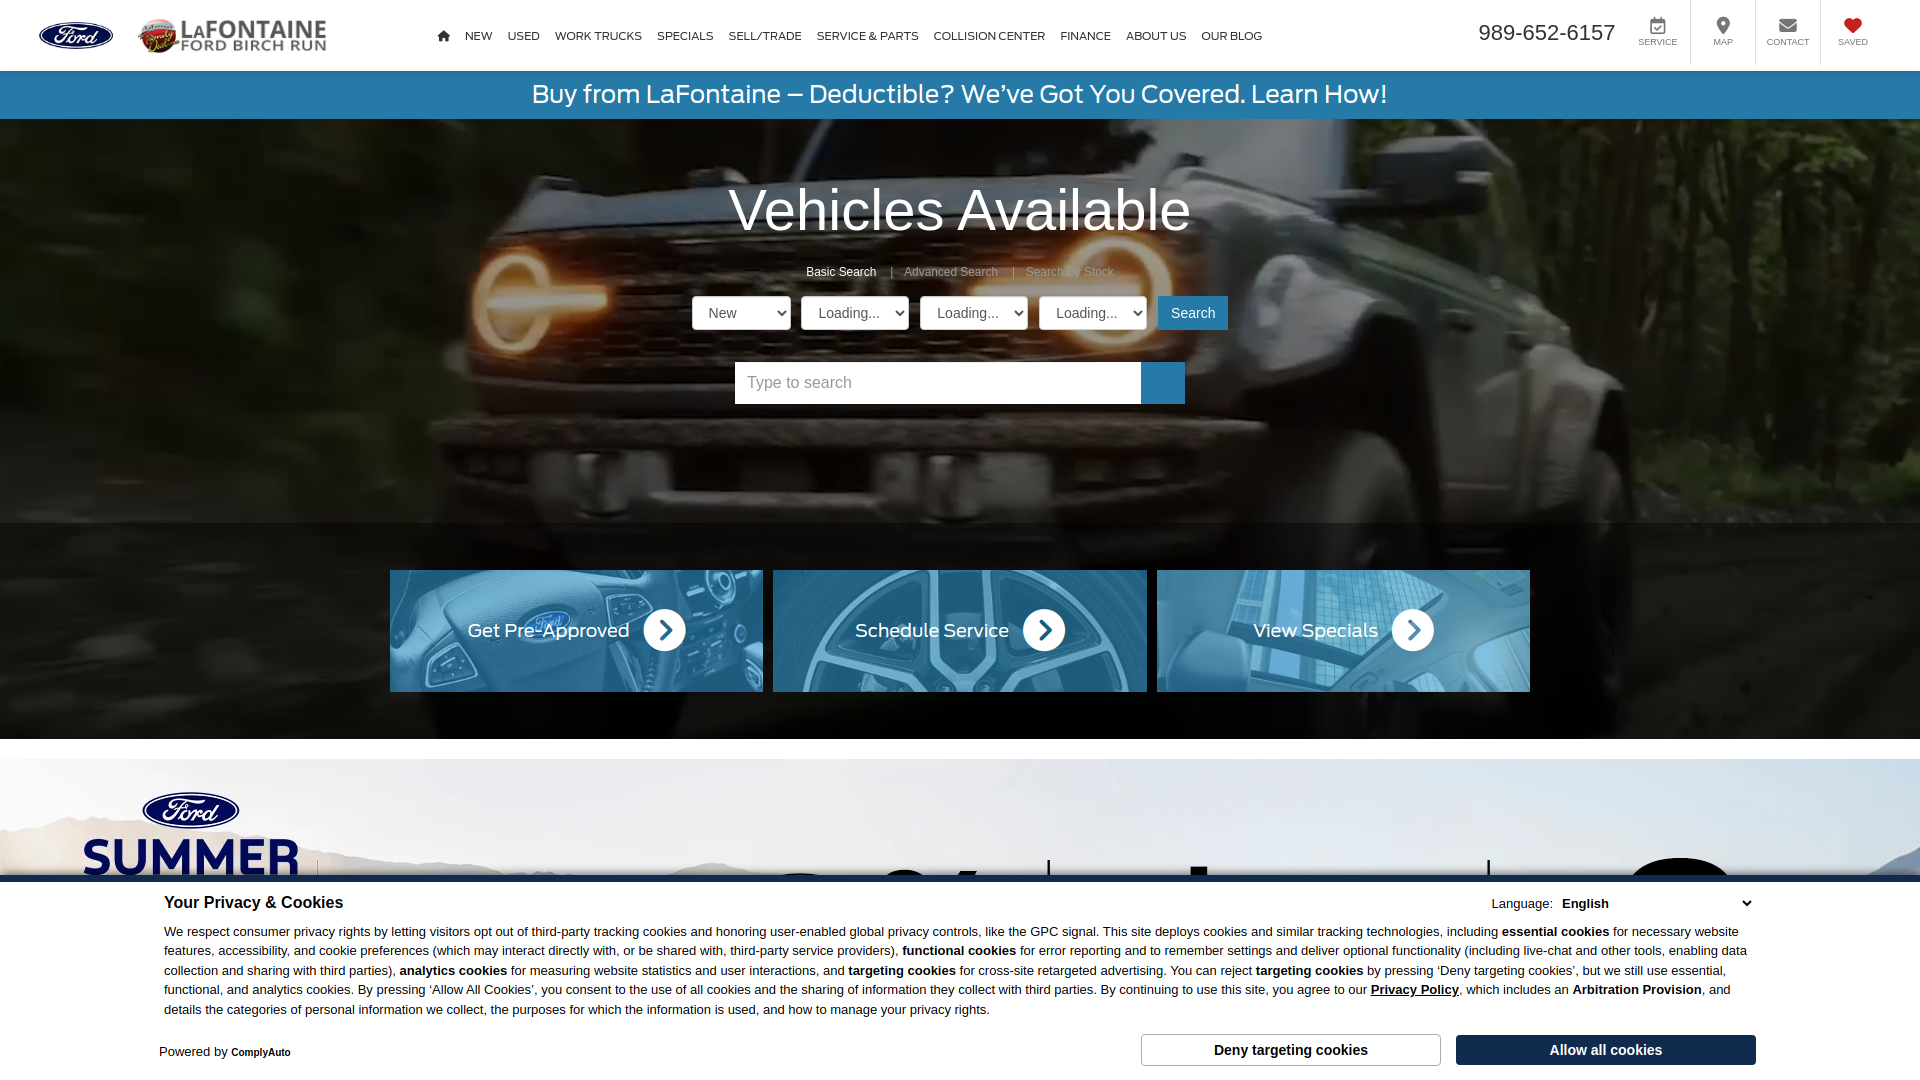 Ford
LaFONTAINE
FORD BIRCH RUN
NEW USED WORK TRUCKS SPECIALS SELL/TRADE SERVICE & PARTS COLLISION CENTER FINANCE ABOUT US OUR BLOG
989-652-6157
SERVICE MAP CONTACT SAVED
Buy from LaFontaine – Deductible? We’ve Got You Covered. Learn How!
Vehicles Available
Basic Search | Advanced Search | Search By Stock
New Loading... Loading... Loading... Search
Type to search
Get Pre-Approved
Schedule Service
View Specials
Ford
SUMMER
Your Privacy & Cookies
Language: English
We respect consumer privacy rights by letting visitors opt out of third-party tracking cookies and honoring user-enabled global privacy controls, like the GPC signal. This site deploys cookies and similar tracking technologies, including essential cookies for necessary website
features, accessibility, and cookie preferences (which may interact directly with, or be shared with, third-party service providers), functional cookies for error reporting and to remember settings and deliver optional functionality (including live-chat and other tools, enabling data
collection and sharing with third parties), analytics cookies for measuring website statistics and user interactions, and targeting cookies for cross-site retargeted advertising. You can reject targeting cookies by pressing ‘Deny targeting cookies’, but we still use essential,
functional, and analytics cookies. By pressing ‘Allow All Cookies’, you consent to the use of all cookies and the sharing of information they collect with third parties. By continuing to use this site, you agree to our Privacy Policy, which includes an Arbitration Provision, and
details the categories of personal information we collect, the purposes for which the information is used, and how to manage your privacy rights.
Powered by ComplyAuto
Deny targeting cookies
Allow all cookies